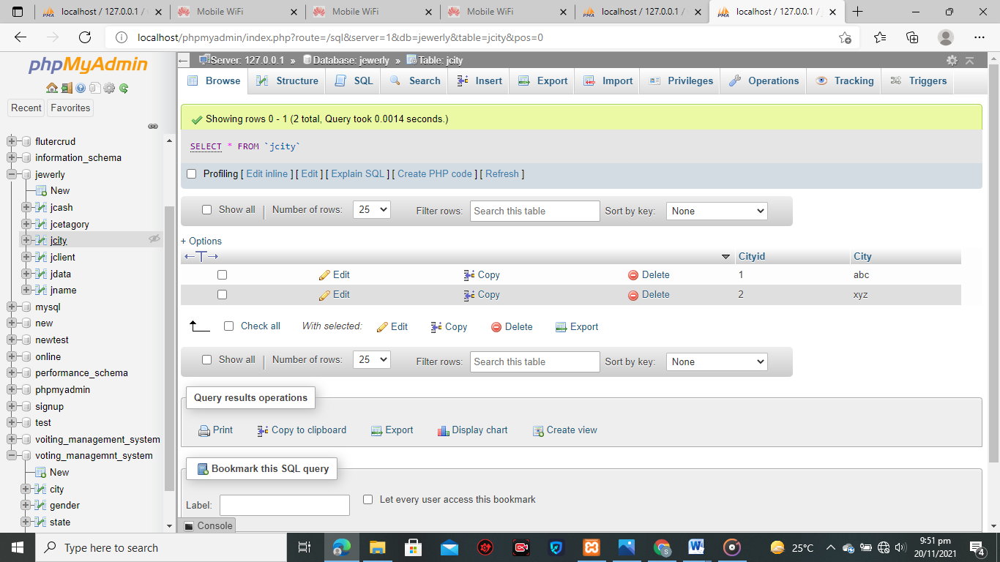 localhost / 127.0.0.1 /
Mobile WiFi
Mobile WiFi
Mobile WiFi
localhost / 127.0.0.1 /
localhost / 127.0.0.1 /
localhost/phpmyadmin/index.php?route=/sql&server=1&db=jewerly&table=jcity&pos=0
phpMyAdmin
Recent Favorites
flutercrud
information_schema
jewerly
New
jcash
jcetagory
jcity
jclient
jdata
jname
mysql
new
newtest
online
performance_schema
phpmyadmin
signup
test
voiting_management_system
voting_managemnt_system
New
city
gender
state
Server: 127.0.0.1 » Database: jewerly » Table: jcity
Browse Structure SQL Search Insert Export Import Privileges Operations Tracking Triggers
Showing rows 0 - 1 (2 total, Query took 0.0014 seconds.)
SELECT * FROM `jcity`
Profiling [ Edit inline ] [ Edit ] [ Explain SQL ] [ Create PHP code ] [ Refresh ]
Show all | Number of rows: 25 Filter rows: Search this table Sort by key: None
+ Options
←T→ Cityid City
Edit Copy Delete 1 abc
Edit Copy Delete 2 xyz
Check all With selected: Edit Copy Delete Export
Show all | Number of rows: 25 Filter rows: Search this table Sort by key: None
Query results operations
Print Copy to clipboard Export Display chart Create view
Bookmark this SQL query
Label: Let every user access this bookmark
Console
Type here to search
25°C
9:51 pm
20/11/2021
4